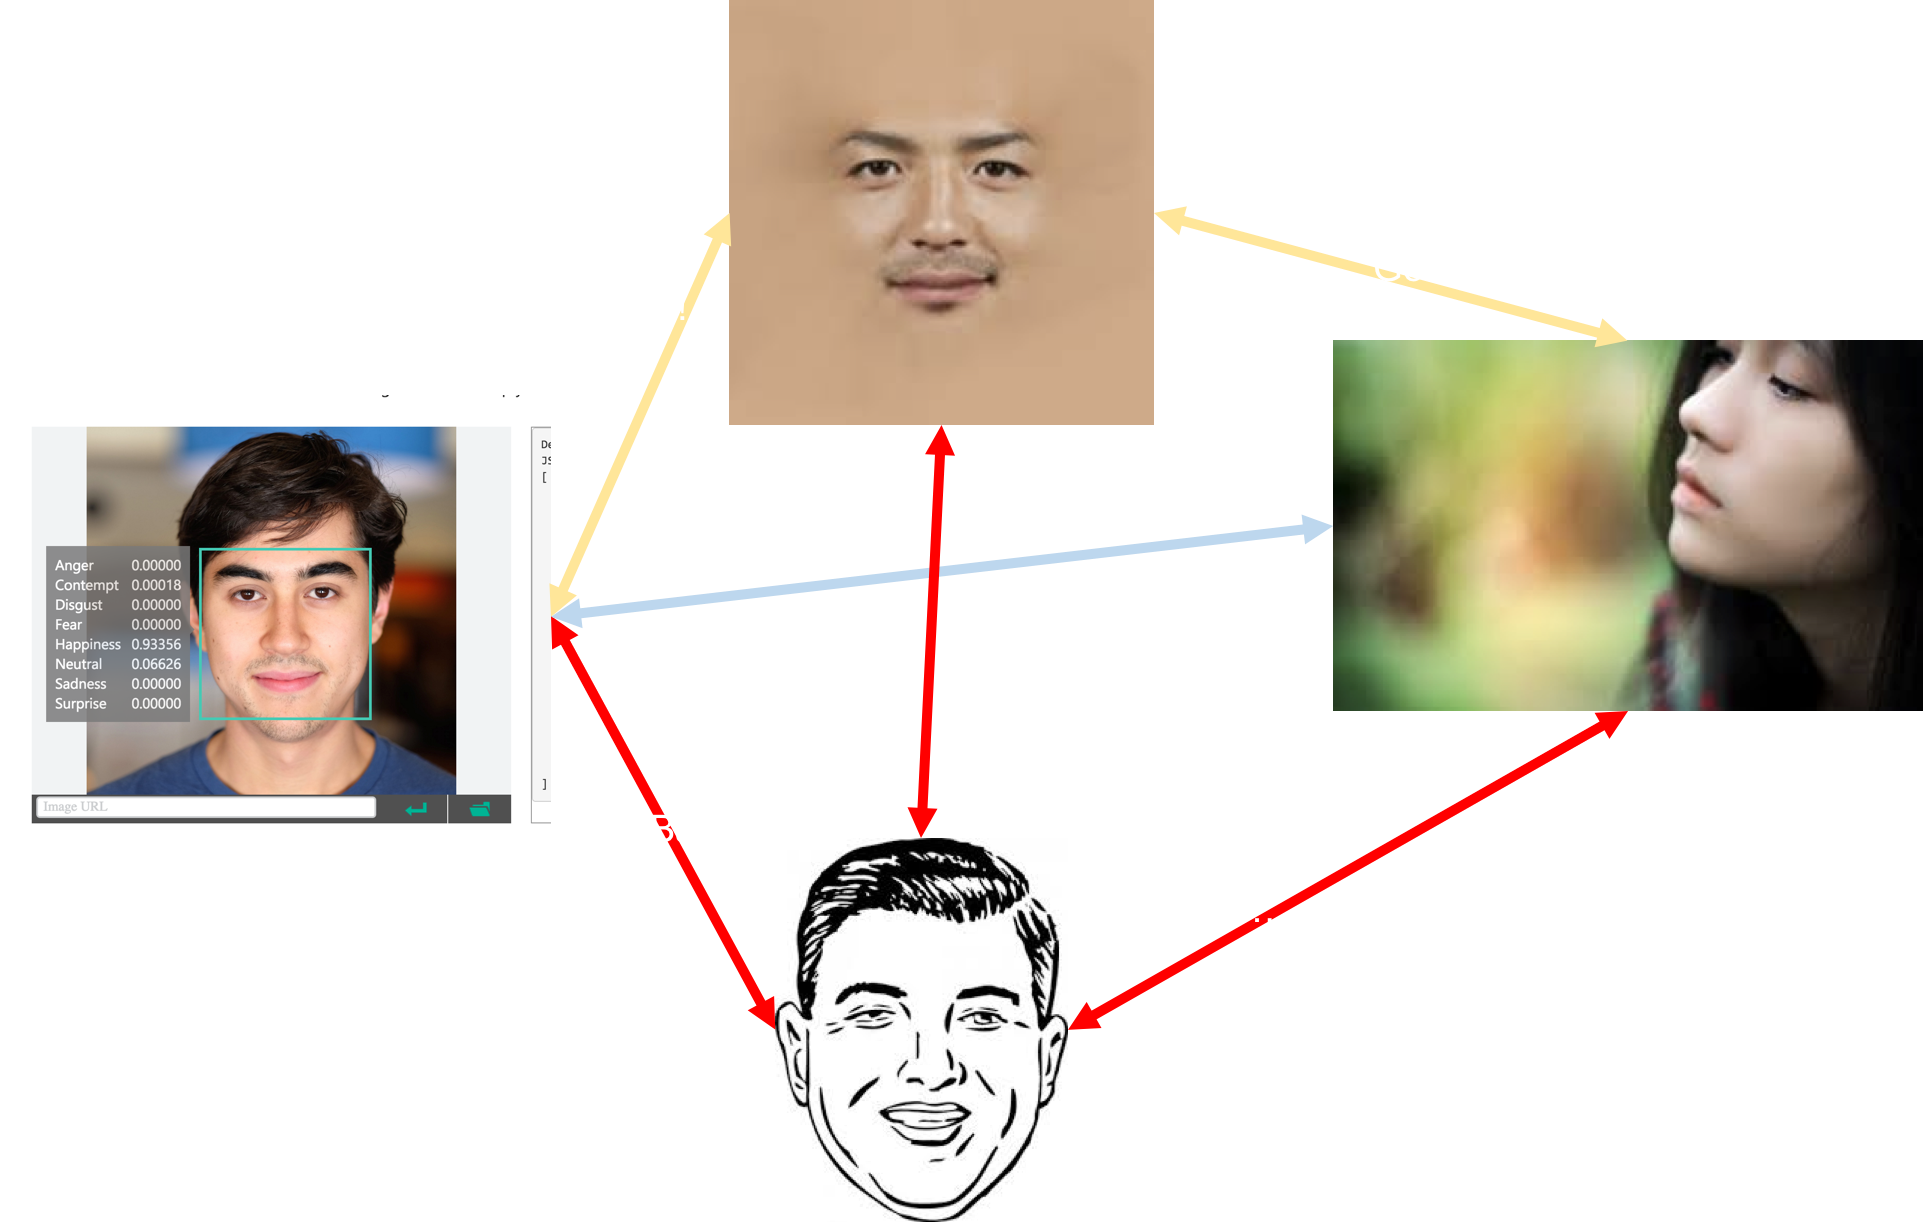 Anger 0.00000
Contempt 0.00018
Disgust 0.00000
Fear 0.00000
Happiness 0.93356
Neutral 0.06626
Sadness 0.00000
Surprise 0.00000
Image URL
[
]